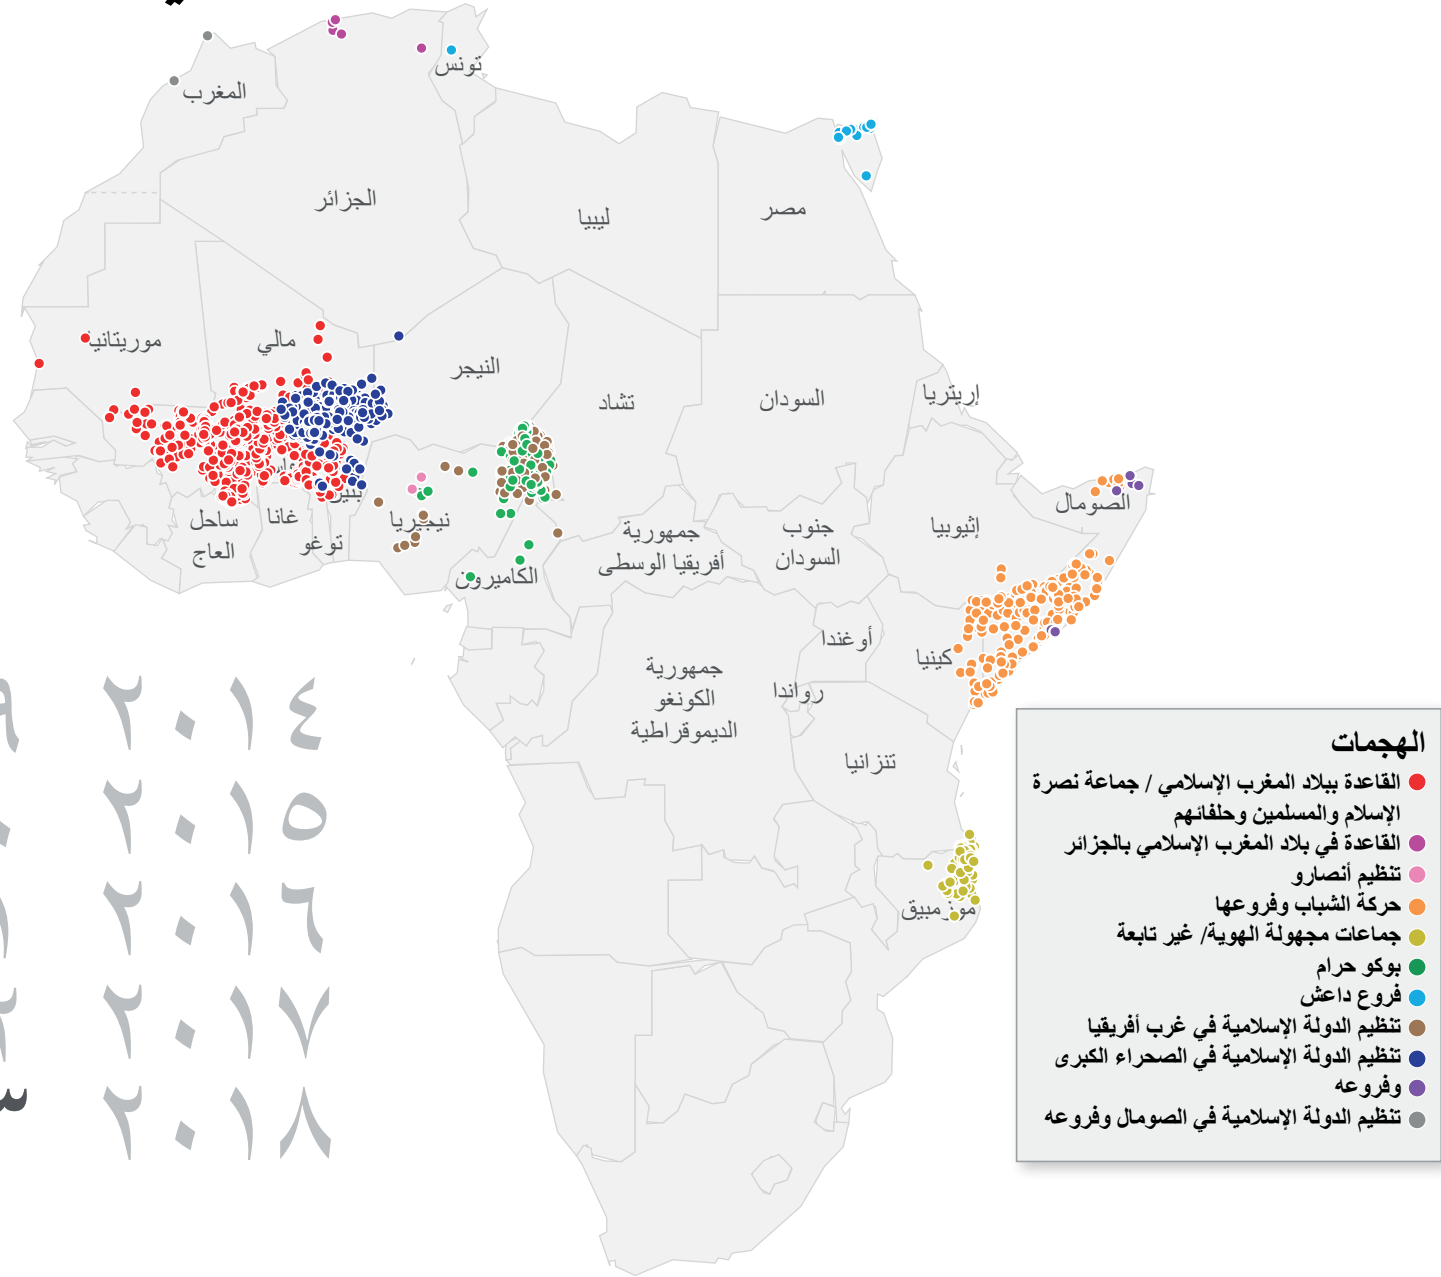 تونس
المغرب
الجزائر
ليبيا
مصر
موريتانيا
مالي
النيجر
تشاد
السودان
إريتريا
الصومال
بنين
نيجيريا
غانا
ساحل
العاج
توغو
الكاميرون
جمهورية
أفريقيا الوسطى
جنوب
السودان
إثيوبيا
أوغندا
كينيا
رواندا
جمهورية
الكونغو
الديموقراطية
تنزانيا
موزمبيق
٢٠١٤
٢٠١٥
٢٠١٦
٢٠١٧
٢٠١٨
الهجمات
القاعدة ببلاد المغرب الإسلامي / جماعة نصرة
الإسلام والمسلمين وحلفائهم
القاعدة في بلاد المغرب الإسلامي بالجزائر
تنظيم أنصارو
حركة الشباب وفروعها
جماعات مجهولة الهوية/ غير تابعة
بوكو حرام
فروع داعش
تنظيم الدولة الإسلامية في غرب أفريقيا
تنظيم الدولة الإسلامية في الصحراء الكبرى
وفروعه
تنظيم الدولة الإسلامية في الصومال وفروعه